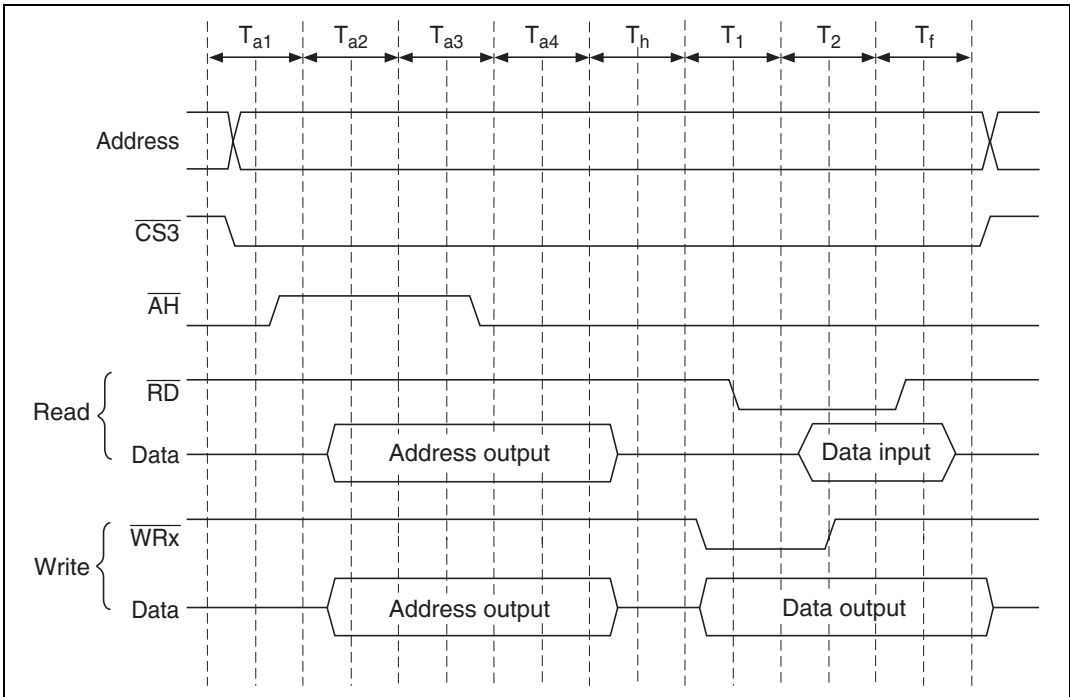 Ta1 Ta2 Ta3 Ta4 Th T1 T2 Tf
Address
CS3
AH
Read
RD
Data Address output Data input
Write
WRx
Data Address output Data output